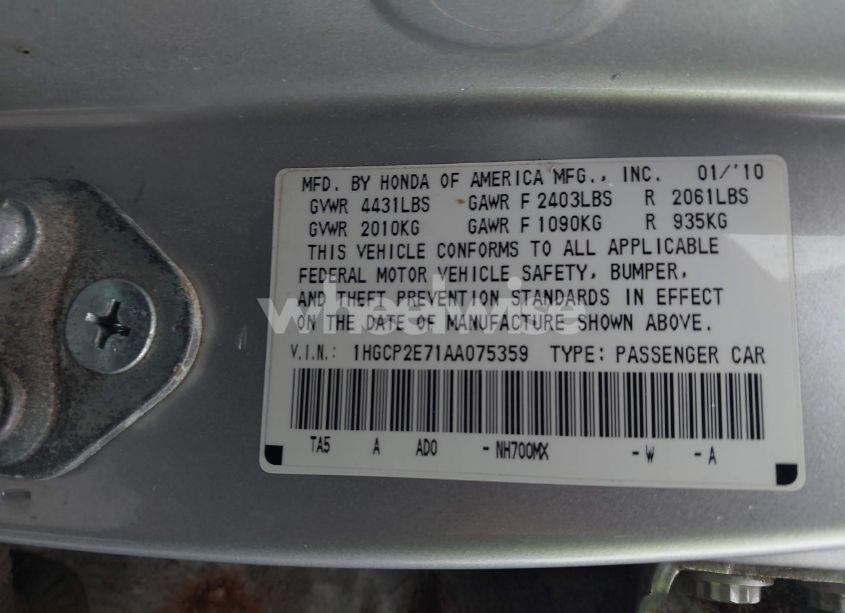 MFD. BY HONDA OF AMERICA MFG., INC. 01/'10
GVWR 4431LBS GAWR F 2403LBS R 2061LBS
GVWR 2010KG GAWR F 1090KG R 935KG
THIS VEHICLE CONFORMS TO ALL APPLICABLE
FEDERAL MOTOR VEHICLE SAFETY, BUMPER,
AND THEFT PREVENTION STANDARDS IN EFFECT
wheelwise
ON THE DATE OF MANUFACTURE SHOWN ABOVE.
V.I.N.: 1HGCP2E71AA075359 TYPE: PASSENGER CAR
TA5 A AD0 - NH700MX - W - A